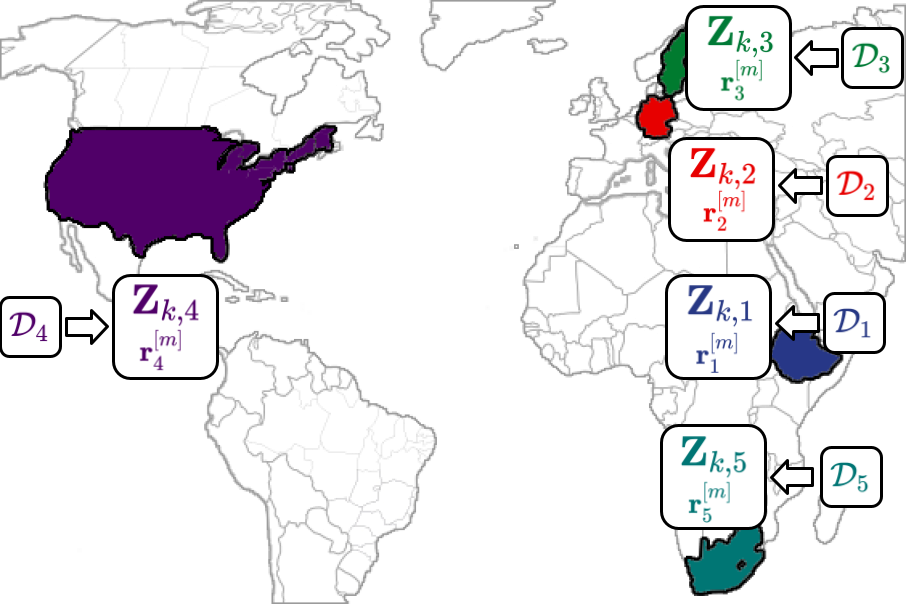 $\mathbf{Z}_{k,3}$
$\mathbf{r}_3^{[m]}$
$\mathcal{D}_3$
$\mathbf{Z}_{k,2}$
$\mathbf{r}_2^{[m]}$
$\mathcal{D}_2$
$\mathcal{D}_4$
$\mathbf{Z}_{k,4}$
$\mathbf{r}_4^{[m]}$
$\mathbf{Z}_{k,1}$
$\mathbf{r}_1^{[m]}$
$\mathcal{D}_1$
$\mathbf{Z}_{k,5}$
$\mathbf{r}_5^{[m]}$
$\mathcal{D}_5$